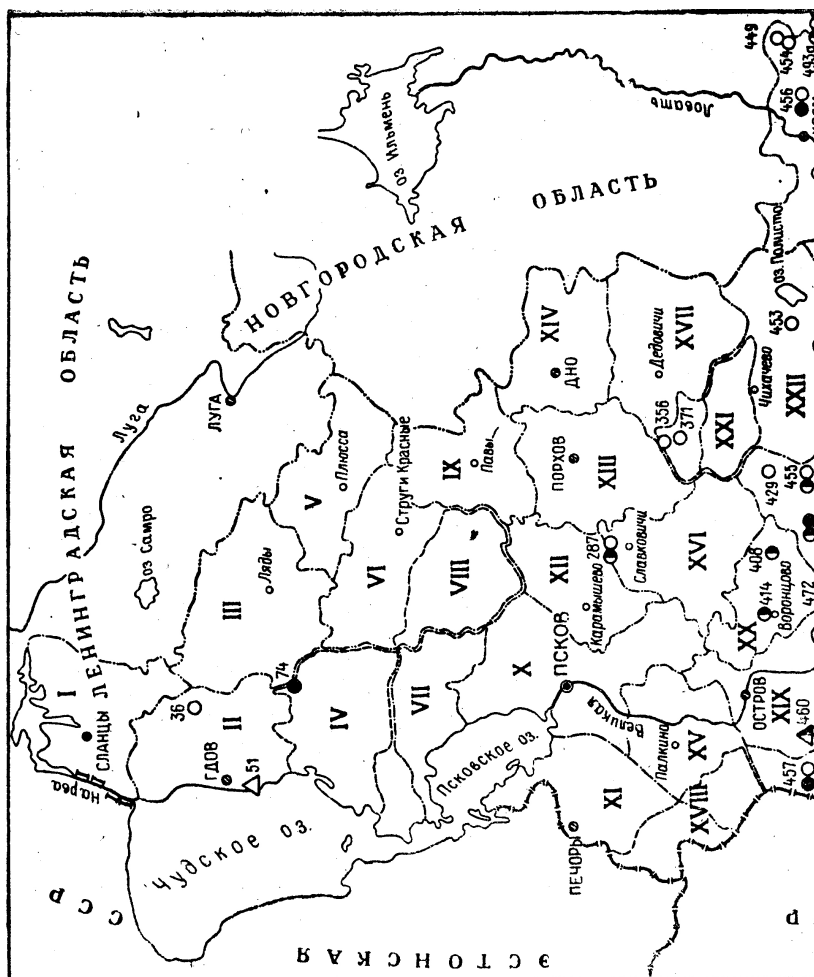 ЛЕНИНГРАДСКАЯ ОБЛАСТЬ
НОВГОРОДСКАЯ ОБЛАСТЬ
ЭСТОНСКАЯ
ССР
Р
Нарва
СЛАНЦЫ
I
Луга
оз Самро
ЛУГА
36
II
ГДОВ
51
Чудское оз.
III
Ляды
74
IV
V
Плюсса
VI
Струги Красные
VII
VIII
IX
Павы
Псковское оз.
X
ПСКОВ
Великая
XI
ПЕЧОРЫ
XII
Карамышево
287
Славковичи
XIII
ПОРХОВ
XIV
ДНО
оз. Ильмень
Ловать
XV
Палкино
XVI
XVII
Дедовичи
356
371
XVIII
XIX
ОСТРОВ
457
460
XX
414
408
Воронцово
472
XXI
Чихачево
XXII
429
455
453
оз. Полисто
456
449
454
493а